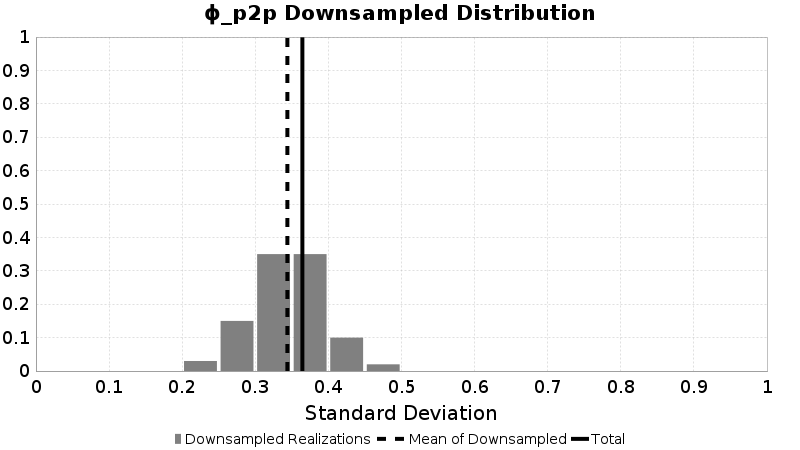 ϕ_p2p Downsampled Distribution
1
0.9
0.8
0.7
0.6
0.5
0.4
0.3
0.2
0.1
0
0 0.1 0.2 0.3 0.4 0.5 0.6 0.7 0.8 0.9 1
Standard Deviation
Downsampled Realizations Mean of Downsampled Total